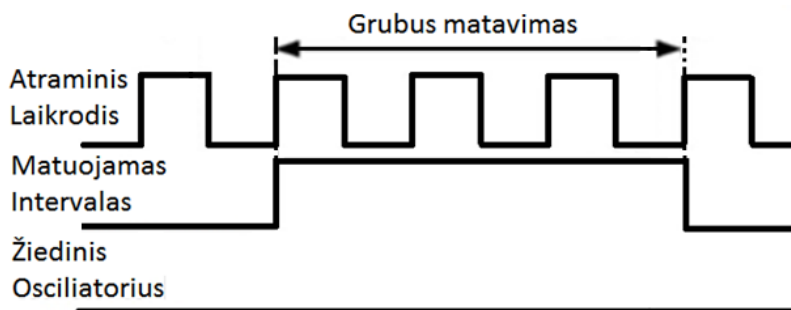 Grubus matavimas
Atraminis
Laikrodis
Matuojamas
Intervalas
Žiedinis
Osciliatorius